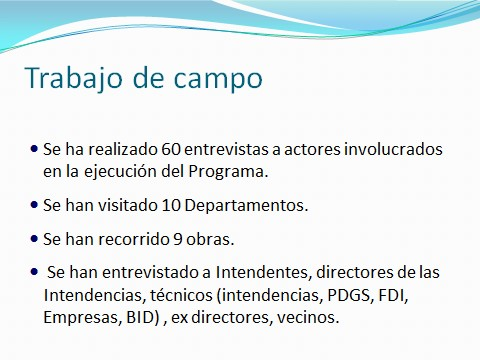 Trabajo de campo
• Se ha realizado 60 entrevistas a actores involucrados
en la ejecución del Programa.
• Se han visitado 10 Departamentos.
• Se han recorrido 9 obras.
• Se han entrevistado a Intendentes, directores de las
Intendencias, técnicos (intendencias, PDGS, FDI,
Empresas, BID) , ex directores, vecinos.